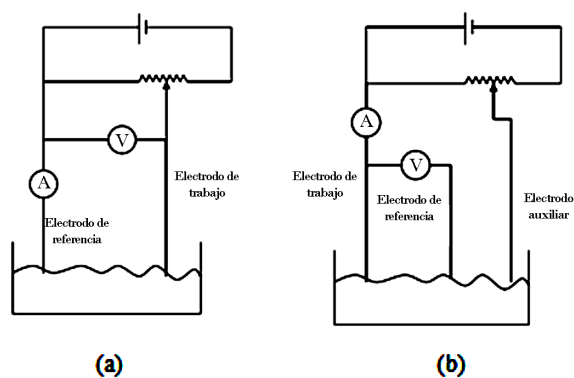 V
A
Electrodo de
trabajo
Electrodo de
referencia
(a)
A
V
Electrodo de
trabajo
Electrodo de
referencia
Electrodo
auxiliar
(b)